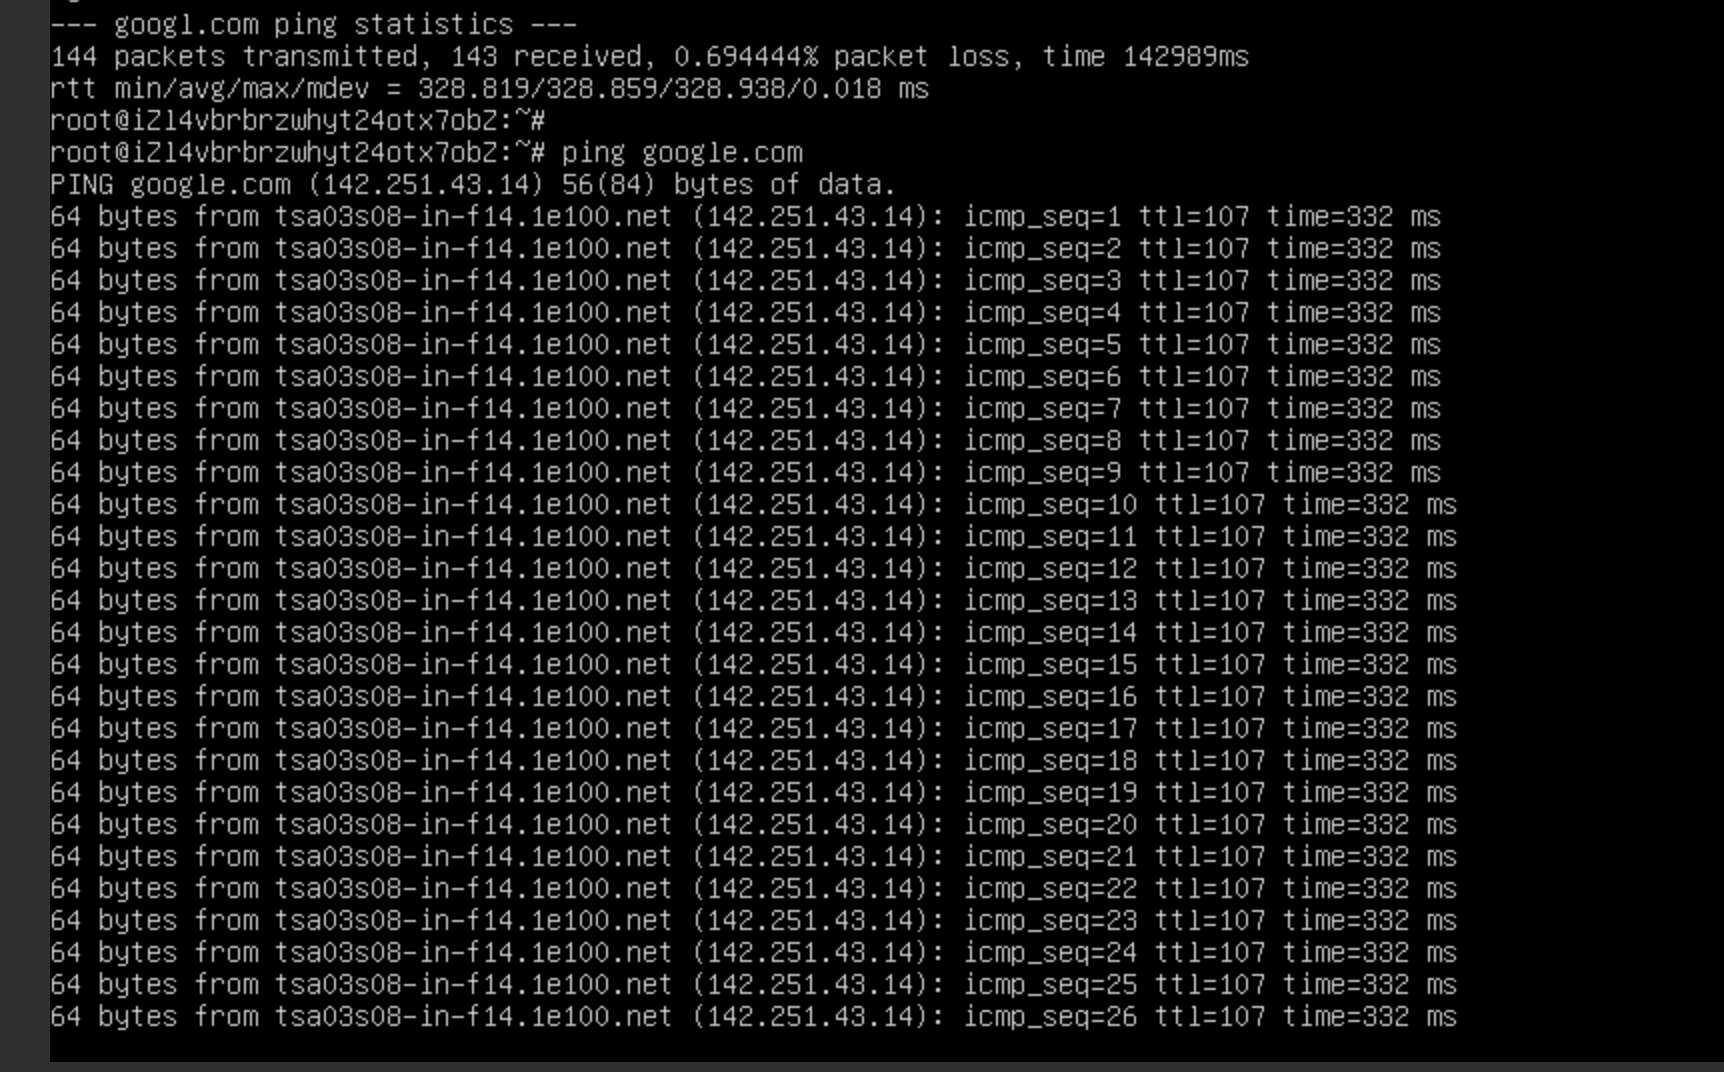 --- googl.com ping statistics ---
144 packets transmitted, 143 received, 0.694444% packet loss, time 142989ms
rtt min/avg/max/mdev = 328.819/328.859/328.938/0.018 ms
root@iZl4vbrbrzwhyt24otx7obZ:~#
root@iZl4vbrbrzwhyt24otx7obZ:~# ping google.com
PING google.com (142.251.43.14) 56(84) bytes of data.
64 bytes from tsa03s08-in-f14.1e100.net (142.251.43.14): icmp_seq=1 ttl=107 time=332 ms
64 bytes from tsa03s08-in-f14.1e100.net (142.251.43.14): icmp_seq=2 ttl=107 time=332 ms
64 bytes from tsa03s08-in-f14.1e100.net (142.251.43.14): icmp_seq=3 ttl=107 time=332 ms
64 bytes from tsa03s08-in-f14.1e100.net (142.251.43.14): icmp_seq=4 ttl=107 time=332 ms
64 bytes from tsa03s08-in-f14.1e100.net (142.251.43.14): icmp_seq=5 ttl=107 time=332 ms
64 bytes from tsa03s08-in-f14.1e100.net (142.251.43.14): icmp_seq=6 ttl=107 time=332 ms
64 bytes from tsa03s08-in-f14.1e100.net (142.251.43.14): icmp_seq=7 ttl=107 time=332 ms
64 bytes from tsa03s08-in-f14.1e100.net (142.251.43.14): icmp_seq=8 ttl=107 time=332 ms
64 bytes from tsa03s08-in-f14.1e100.net (142.251.43.14): icmp_seq=9 ttl=107 time=332 ms
64 bytes from tsa03s08-in-f14.1e100.net (142.251.43.14): icmp_seq=10 ttl=107 time=332 ms
64 bytes from tsa03s08-in-f14.1e100.net (142.251.43.14): icmp_seq=11 ttl=107 time=332 ms
64 bytes from tsa03s08-in-f14.1e100.net (142.251.43.14): icmp_seq=12 ttl=107 time=332 ms
64 bytes from tsa03s08-in-f14.1e100.net (142.251.43.14): icmp_seq=13 ttl=107 time=332 ms
64 bytes from tsa03s08-in-f14.1e100.net (142.251.43.14): icmp_seq=14 ttl=107 time=332 ms
64 bytes from tsa03s08-in-f14.1e100.net (142.251.43.14): icmp_seq=15 ttl=107 time=332 ms
64 bytes from tsa03s08-in-f14.1e100.net (142.251.43.14): icmp_seq=16 ttl=107 time=332 ms
64 bytes from tsa03s08-in-f14.1e100.net (142.251.43.14): icmp_seq=17 ttl=107 time=332 ms
64 bytes from tsa03s08-in-f14.1e100.net (142.251.43.14): icmp_seq=18 ttl=107 time=332 ms
64 bytes from tsa03s08-in-f14.1e100.net (142.251.43.14): icmp_seq=19 ttl=107 time=332 ms
64 bytes from tsa03s08-in-f14.1e100.net (142.251.43.14): icmp_seq=20 ttl=107 time=332 ms
64 bytes from tsa03s08-in-f14.1e100.net (142.251.43.14): icmp_seq=21 ttl=107 time=332 ms
64 bytes from tsa03s08-in-f14.1e100.net (142.251.43.14): icmp_seq=22 ttl=107 time=332 ms
64 bytes from tsa03s08-in-f14.1e100.net (142.251.43.14): icmp_seq=23 ttl=107 time=332 ms
64 bytes from tsa03s08-in-f14.1e100.net (142.251.43.14): icmp_seq=24 ttl=107 time=332 ms
64 bytes from tsa03s08-in-f14.1e100.net (142.251.43.14): icmp_seq=25 ttl=107 time=332 ms
64 bytes from tsa03s08-in-f14.1e100.net (142.251.43.14): icmp_seq=26 ttl=107 time=332 ms